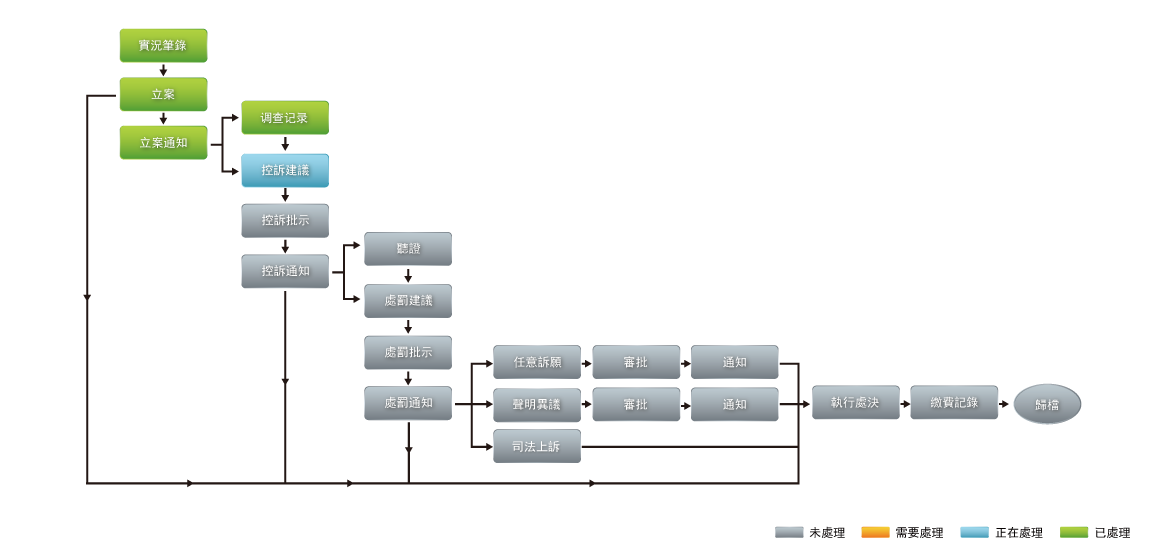 實況筆錄
立案
立案通知
调查记录
控訴建議
控訴批示
控訴通知
聽證
處罰建議
處罰批示
處罰通知
任意訴願
審批
通知
聲明異議
審批
通知
司法上訴
執行處決
繳費記錄
歸檔
未處理
需要處理
正在處理
已處理